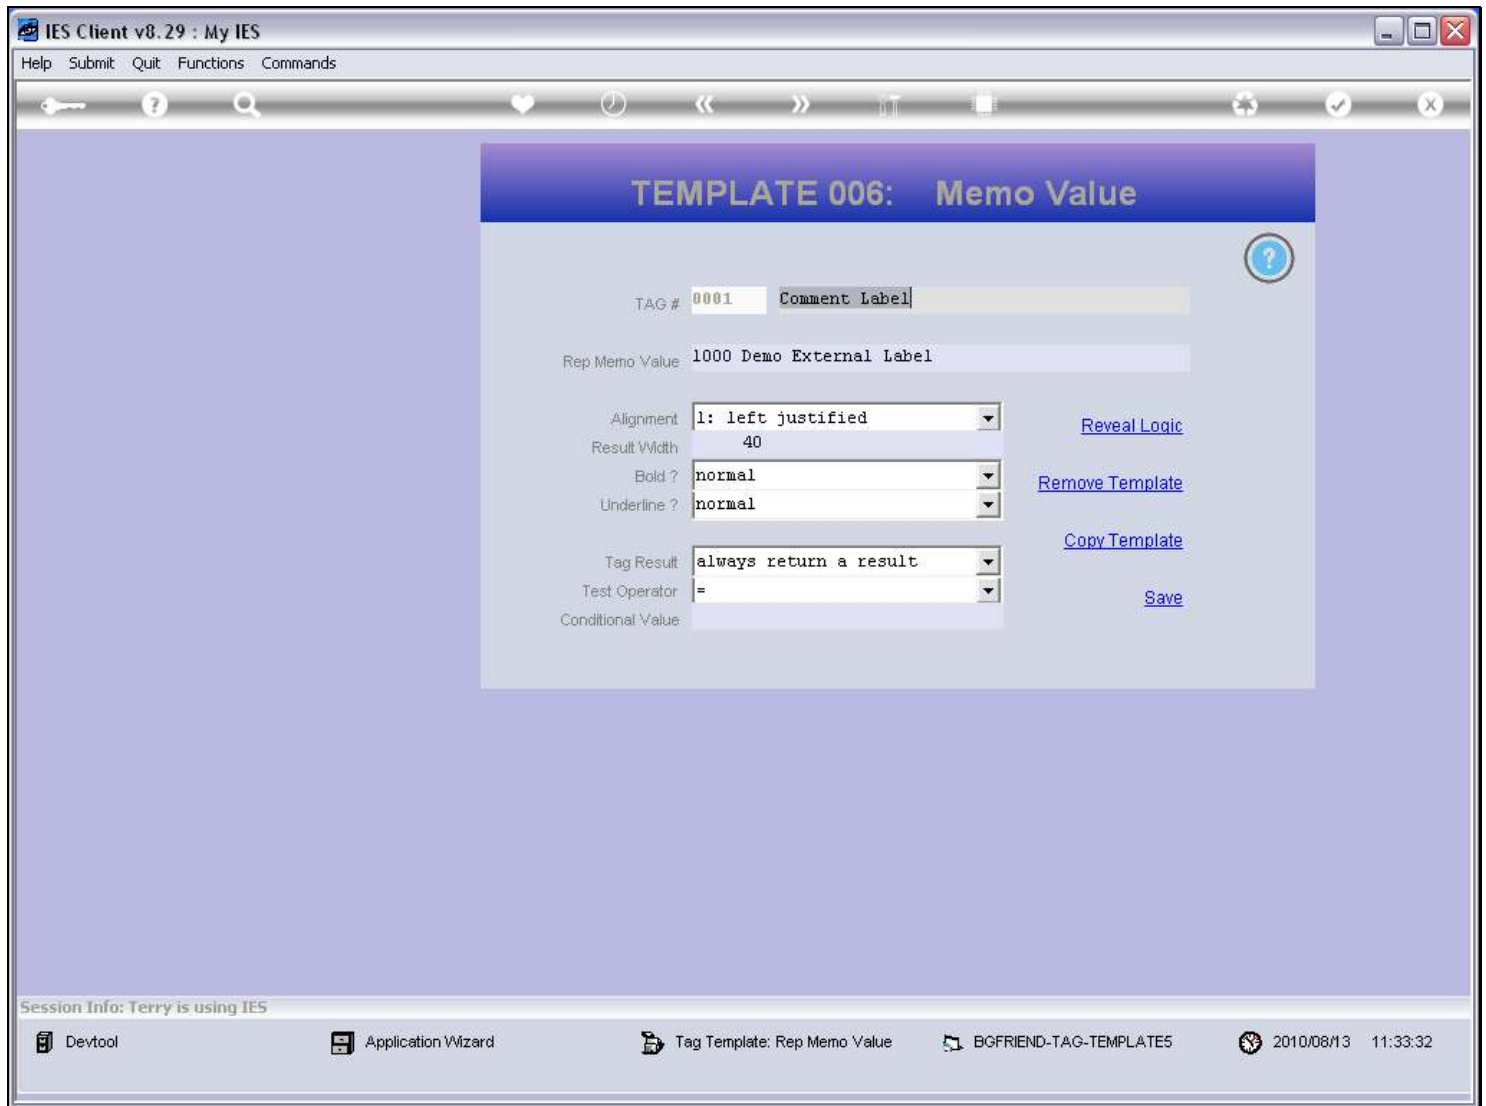 IES Client v8.29 : My IES
Help Submit Quit Functions Commands
TEMPLATE 006: Memo Value
TAG # 0001 Comment Label
Rep Memo Value 1000 Demo External Label
Alignment l: left justified
Reveal Logic
Result Width 40
Bold ? normal
Remove Template
Underline ? normal
Copy Template
Tag Result always return a result
Test Operator =
Save
Conditional Value
Session Info: Terry is using IES
Devtool Application Wizard Tag Template: Rep Memo Value BGFRIEND-TAG-TEMPLATE5 2010/08/13 11:33:32